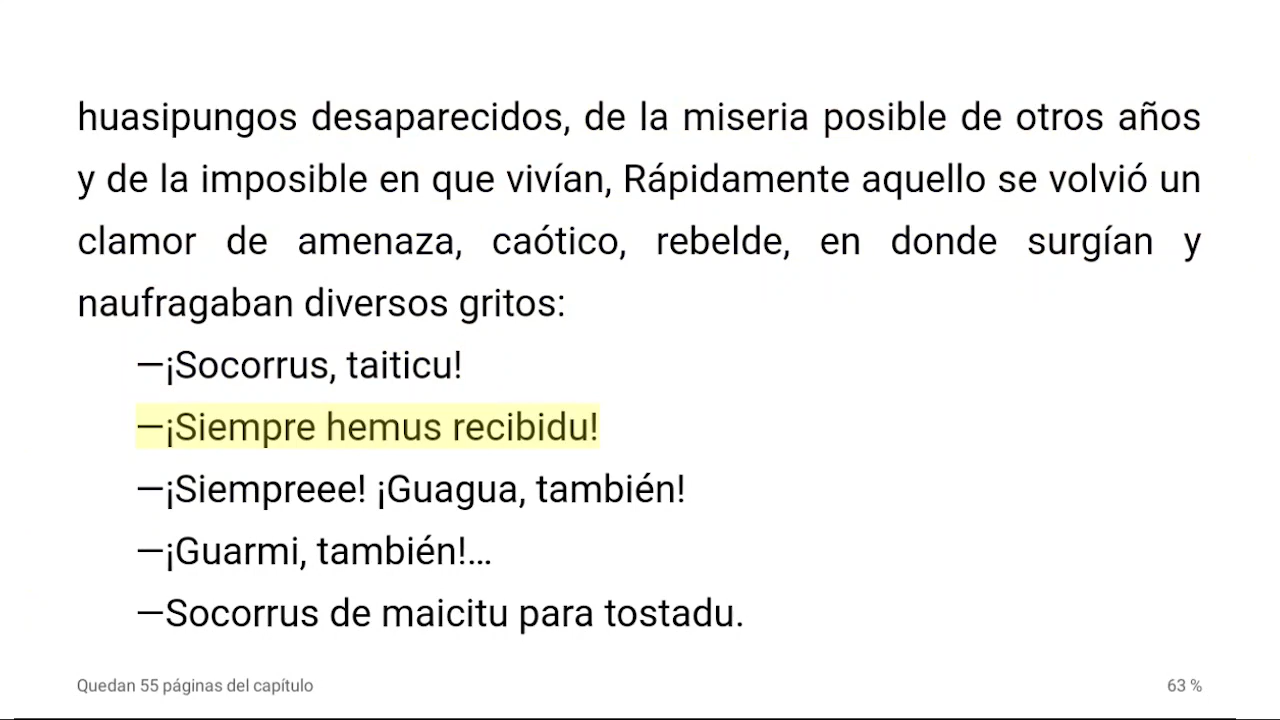 huasipungos desaparecidos, de la miseria posible de otros años
y de la imposible en que vivían, Rápidamente aquello se volvió un
clamor de amenaza, caótico, rebelde, en donde surgían y
naufragaban diversos gritos:
—¡Socorrus, taiticu!
—¡Siempre hemus recibidu!
—¡Siempreee! ¡Guagua, también!
—¡Guarmi, también!…
—Socorrus de maicitu para tostadu.
Quedan 55 páginas del capítulo
63 %